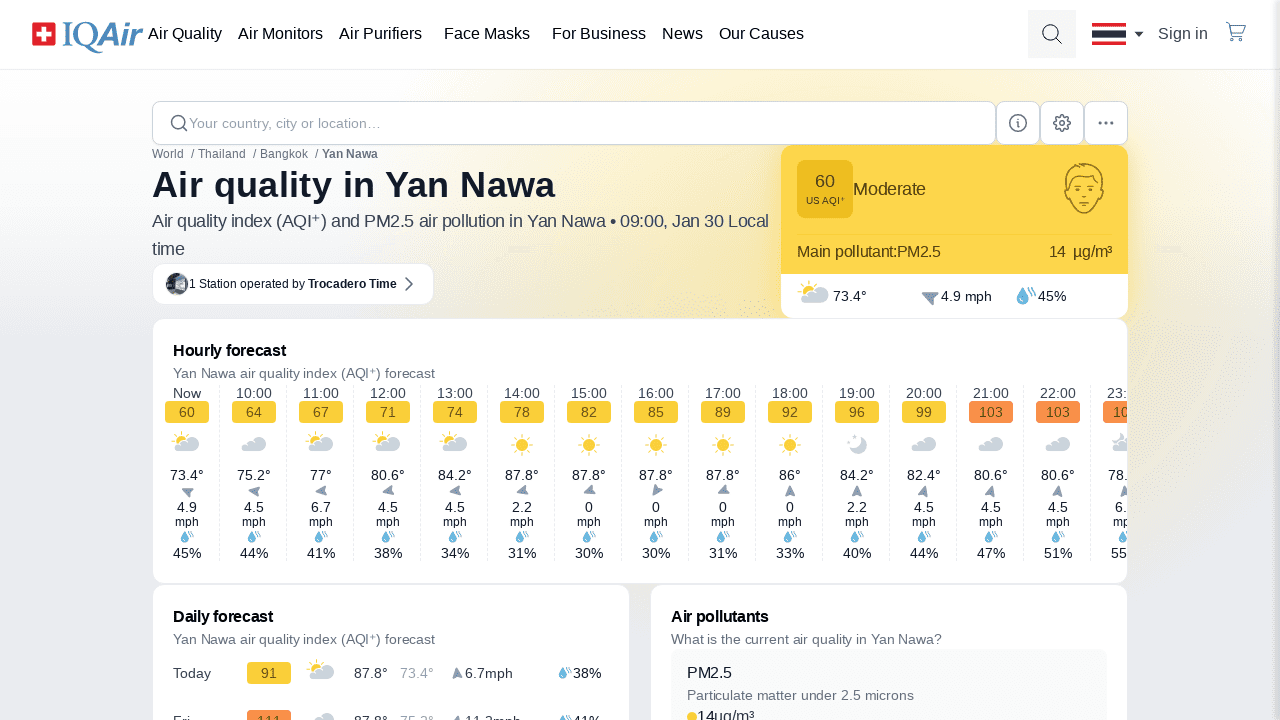 IQAir Air Quality Air Monitors Air Purifiers Face Masks For Business News Our Causes Sign in
Your country, city or location…
World / Thailand / Bangkok / Yan Nawa
Air quality in Yan Nawa
Air quality index (AQI⁺) and PM2.5 air pollution in Yan Nawa • 09:00, Jan 30 Local
time
1 Station operated by Trocadero Time
60
US AQI⁺
Moderate
Main pollutant:PM2.5 14 µg/m³
73.4° 4.9 mph 45%
Hourly forecast
Yan Nawa air quality index (AQI⁺) forecast
Now 10:00 11:00 12:00 13:00 14:00 15:00 16:00 17:00 18:00 19:00 20:00 21:00 22:00
60 64 67 71 74 78 82 85 89 92 96 99 103 103
73.4° 75.2° 77° 80.6° 84.2° 87.8° 87.8° 87.8° 87.8° 86° 84.2° 82.4° 80.6° 80.6°
4.9 4.5 6.7 4.5 4.5 2.2 0 0 0 0 2.2 4.5 4.5 4.5
mph mph mph mph mph mph mph mph mph mph mph mph mph mph
45% 44% 41% 38% 34% 31% 30% 30% 31% 33% 40% 44% 47% 51%
Daily forecast
Yan Nawa air quality index (AQI⁺) forecast
Today 91 87.8° 73.4° 6.7mph 38%
Fri 111 87.8° 75.2° 11.2mph 41%
Air pollutants
What is the current air quality in Yan Nawa?
PM2.5
Particulate matter under 2.5 microns
14µg/m³